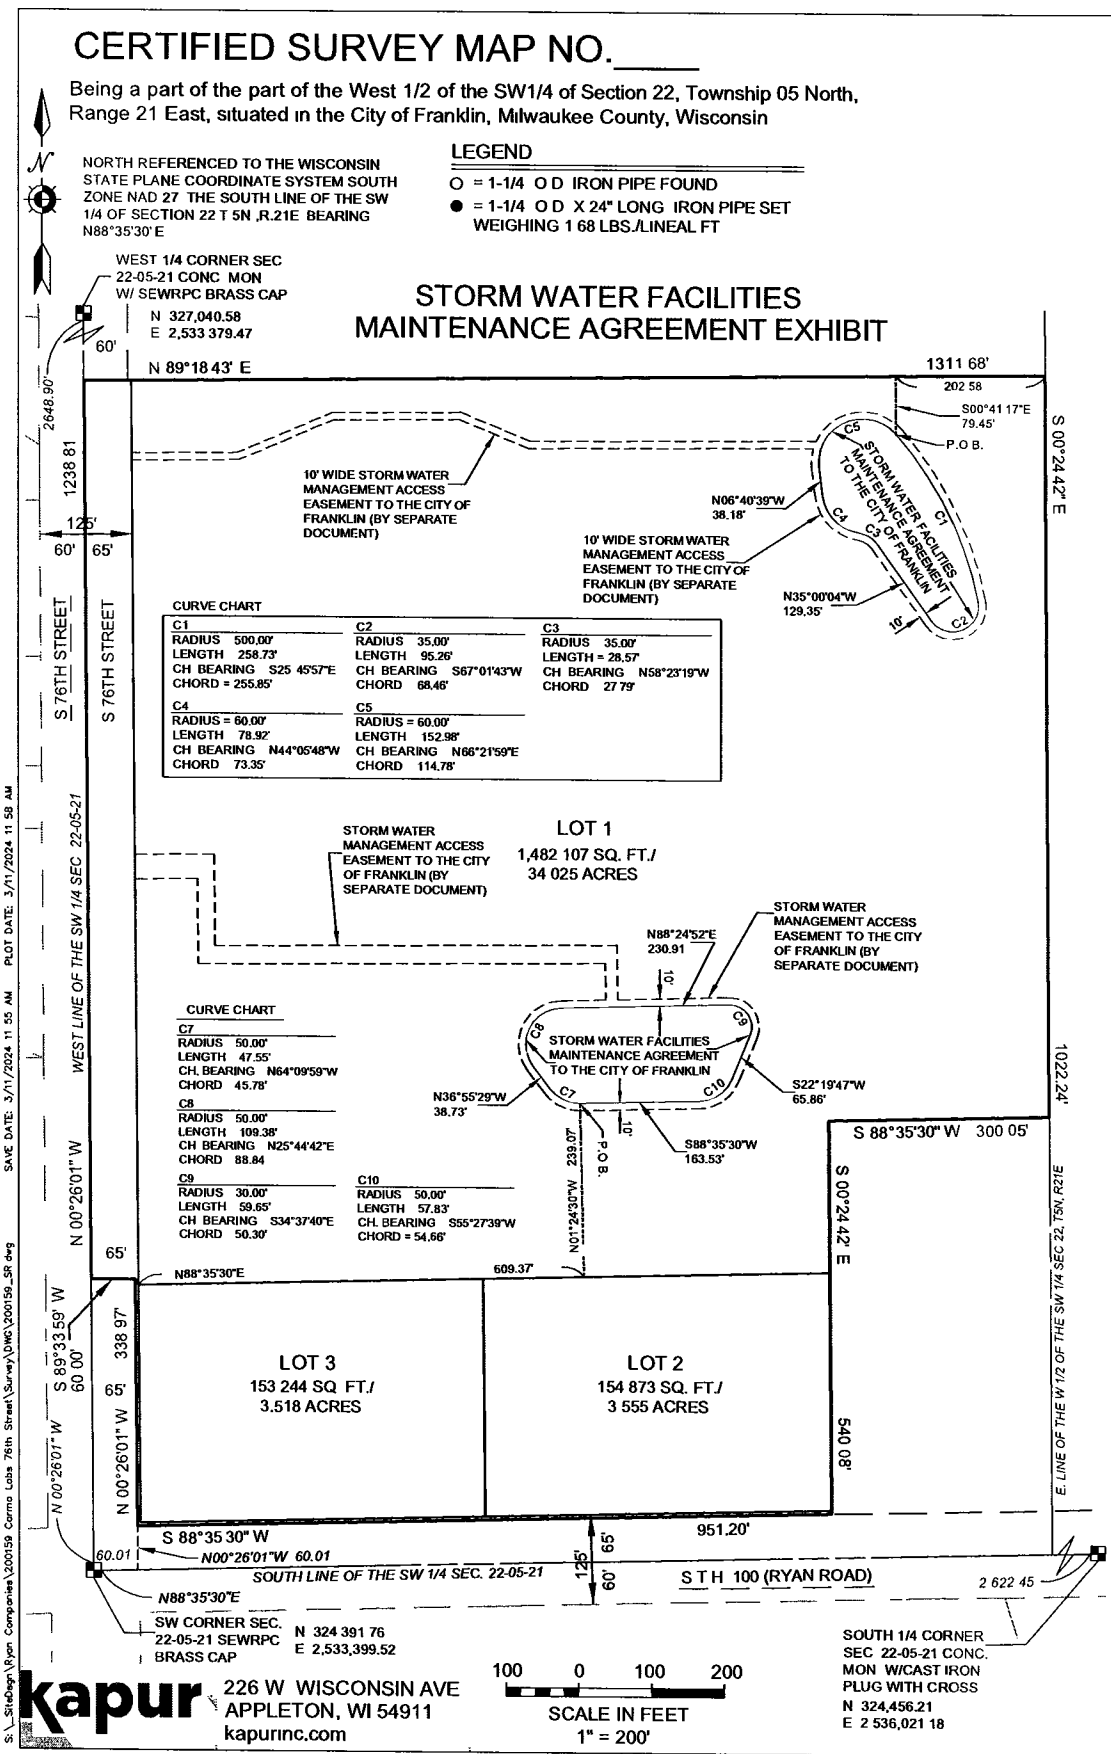 CERTIFIED SURVEY MAP NO.
Being a part of the part of the West 1/2 of the SW1/4 of Section 22, Township 05 North,
Range 21 East, situated in the City of Franklin, Milwaukee County, Wisconsin
N
NORTH REFERENCED TO THE WISCONSIN
STATE PLANE COORDINATE SYSTEM SOUTH
ZONE NAD 27 THE SOUTH LINE OF THE SW
1/4 OF SECTION 22 T 5N ,R.21E BEARING
N88°35'30' E
LEGEND
= 1-1/4 O D IRON PIPE FOUND
= 1-1/4 O D X 24" LONG IRON PIPE SET
WEIGHING 1 68 LBS./LINEAL FT
WEST 1/4 CORNER SEC
22-05-21 CONC MON
W/ SEWRPC BRASS CAP
N 327,040.58
E 2,533 379.47
STORM WATER FACILITIES
MAINTENANCE AGREEMENT EXHIBIT
60'
N 89°18 43' E
1311 68'
202 58
S00°41 17"E
79.45'
P.O B.
2648.90'
1238 81
125'
60' 65'
S 76TH STREET
S 76TH STREET
S 00°24 42" E
10' WIDE STORM WATER
MANAGEMENT ACCESS
EASEMENT TO THE CITY OF
FRANKLIN (BY SEPARATE
DOCUMENT)
N06°40'39"W
38.18'
10' WIDE STORM WATER
MANAGEMENT ACCESS
EASEMENT TO THE CITY OF
FRANKLIN (BY SEPARATE
DOCUMENT)
C5
STORM WATER FACILITIES
MAINTENANCE AGREEMENT
TO THE CITY OF FRANKLIN
C1
C4
C3
C2
N35°00'04"W
129,35'
10'
CURVE CHART
C1
RADIUS 500.00'
LENGTH 258.73'
CH BEARING S25 45'57"E
CHORD = 255.85'
C2
RADIUS 35.00'
LENGTH 95.26'
CH BEARING S67°01'43"W
CHORD 68.46'
C3
RADIUS 35.00'
LENGTH = 28,57'
CH BEARING N58°23'19"W
CHORD 27 79'
C4
RADIUS = 60.00'
LENGTH 78.92'
CH BEARING N44°05'48"W
CHORD 73.35'
C5
RADIUS = 60.00'
LENGTH 152.98'
CH BEARING N66°21'59"E
CHORD 114.78'
WEST LINE OF THE SW 1/4 SEC 22-05-21
LOT 1
1,482 107 SQ. FT./
34 025 ACRES
STORM WATER
MANAGEMENT ACCESS
EASEMENT TO THE CITY
OF FRANKLIN (BY
SEPARATE DOCUMENT)
STORM WATER
MANAGEMENT ACCESS
EASEMENT TO THE CITY
OF FRANKLIN (BY
SEPARATE DOCUMENT)
N88°24'52"E
230.91
10'
C8
C9
STORM WATER FACILITIES
MAINTENANCE AGREEMENT
TO THE CITY OF FRANKLIN
C7
C10
N36°55'29"W
38.73'
S22°19'47"W
65.86'
S88°35'30"W
163.53'
10'
P.O B.
N01°24'30"W 239.07
CURVE CHART
C7
RADIUS 50.00'
LENGTH 47.55'
CH. BEARING N64°09'59"W
CHORD 45.78'
C8
RADIUS 50.00'
LENGTH 109.38'
CH BEARING N25°44'42"E
CHORD 88.84
C9
RADIUS 30.00'
LENGTH 59.65'
CH BEARING S34°37'40"E
CHORD 50.30'
C10
RADIUS 50.00'
LENGTH 57.83'
CH. BEARING S55°27'39"W
CHORD = 54,66'
1022.24'
S 88°35'30" W 300 05'
S 00°24 42" E
540 08'
E. LINE OF THE W 1/2 OF THE SW 1/4 SEC 22, T5N, R21E
N 00°26'01" W
65'
N88°35'30"E
609.37'
S 89°33 59' W
60 00'
338 97'
65'
N 00°26'01" W
N 00°26'01" W
LOT 3
153 244 SQ FT./
3.518 ACRES
LOT 2
154 873 SQ. FT./
3 555 ACRES
S 88°35 30" W
951.20'
60.01
N00°26'01"W 60.01
SOUTH LINE OF THE SW 1/4 SEC. 22-05-21
125'
65'
60'
S T H 100 (RYAN ROAD)
2 622 45
N88°35'30"E
SW CORNER SEC.
22-05-21 SEWRPC
BRASS CAP
N 324 391 76
E 2,533,399.52
SOUTH 1/4 CORNER
SEC 22-05-21 CONC.
MON W/CAST IRON
PLUG WITH CROSS
N 324,456.21
E 2 536,021 18
kapur
226 W WISCONSIN AVE
APPLETON, WI 54911
kapurinc.com
100 0 100 200
SCALE IN FEET
1" = 200'
S:\_SiteDesgn\Ryan Companies\200159 Carma Labs 76th Street\Survey\DWG\200159_SR dwg SAVE DATE: 3/11/2024 11 55 AM PLOT DATE: 3/11/2024 11 58 AM